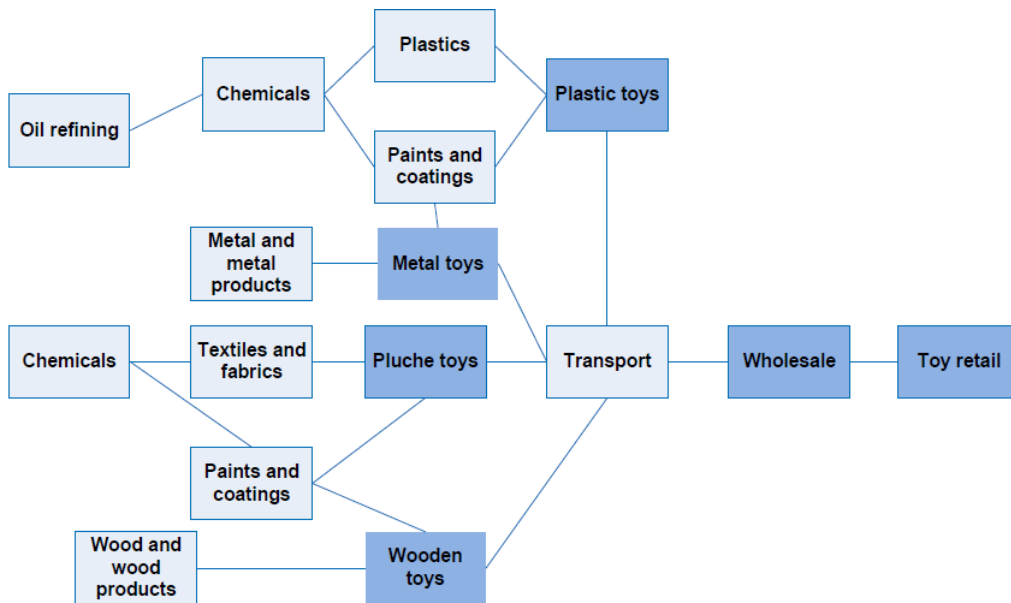 Plastics
Chemicals
Plastic toys
Oil refining
Paints and
coatings
Metal and
metal
products
Metal toys
Chemicals
Textiles and
fabrics
Pluche toys
Transport
Wholesale
Toy retail
Paints and
coatings
Wood and
wood
products
Wooden
toys